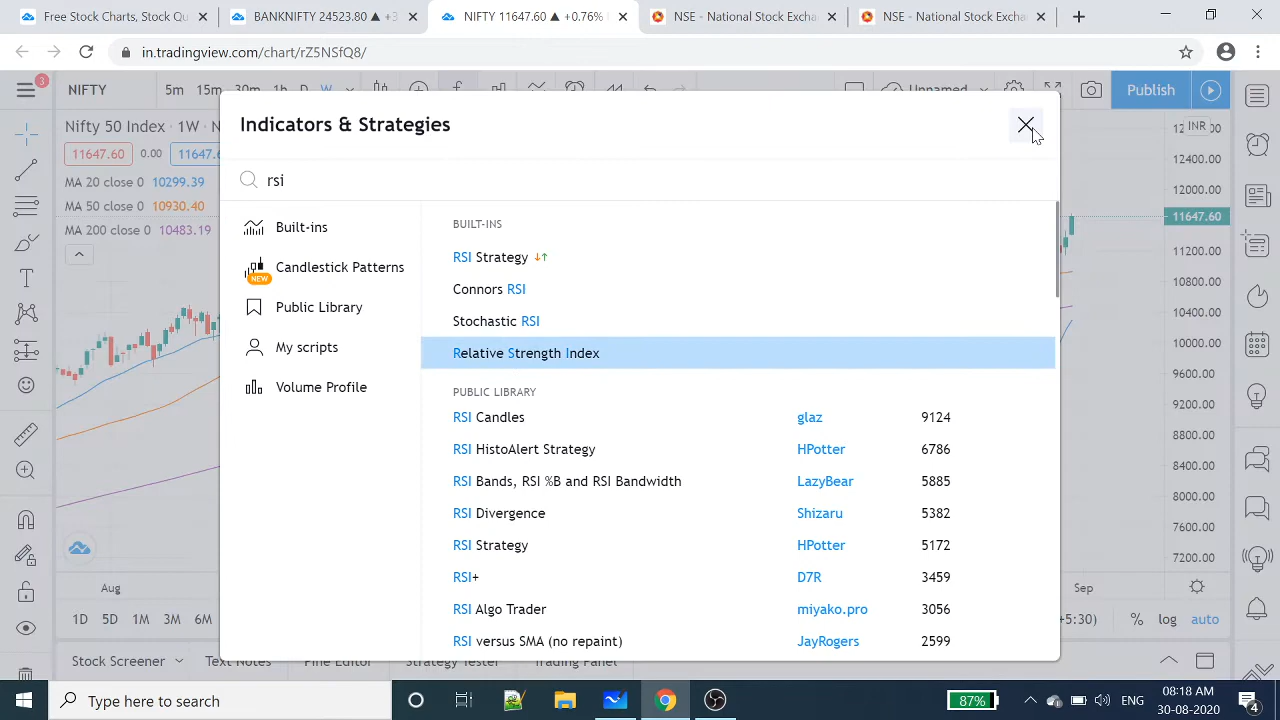 Free Stock Charts, Stock Qu
BANKNIFTY 24523.80 ▲ +3
NIFTY 11647.60 ▲ +0.76%
NSE - National Stock Excha
NSE - National Stock Excha
in.tradingview.com/chart/rZ5NSfQ8/
3
NIFTY
5m 15m 30m 1h D W
Unnamed
Publish
Nifty 50 Index · 1W · N
11647.60 0.00 11647.6
MA 20 close 0 10299.39
MA 50 close 0 10930.40
MA 200 close 0 10483.19
Indicators & Strategies
rsi
Built-ins
Candlestick Patterns
NEW
Public Library
My scripts
Volume Profile
BUILT-INS
RSI Strategy
Connors RSI
Stochastic RSI
Relative Strength Index
PUBLIC LIBRARY
RSI Candles glaz 9124
RSI HistoAlert Strategy HPotter 6786
RSI Bands, RSI %B and RSI Bandwidth LazyBear 5885
RSI Divergence Shizaru 5382
RSI Strategy HPotter 5172
RSI+ D7R 3459
RSI Algo Trader miyako.pro 3056
RSI versus SMA (no repaint) JayRogers 2599
INR
12400.00
12000.00
11647.60
11200.00
10800.00
10400.00
10000.00
9600.00
9200.00
8800.00
8400.00
8000.00
7600.00
7200.00
Aug
Sep
1D 5D 1M 3M 6M
+5:30) % log auto
Stock Screener Text Notes Pine Editor Strategy Tester Trading Panel
Type here to search
87%
ENG
08:18 AM
30-08-2020
4